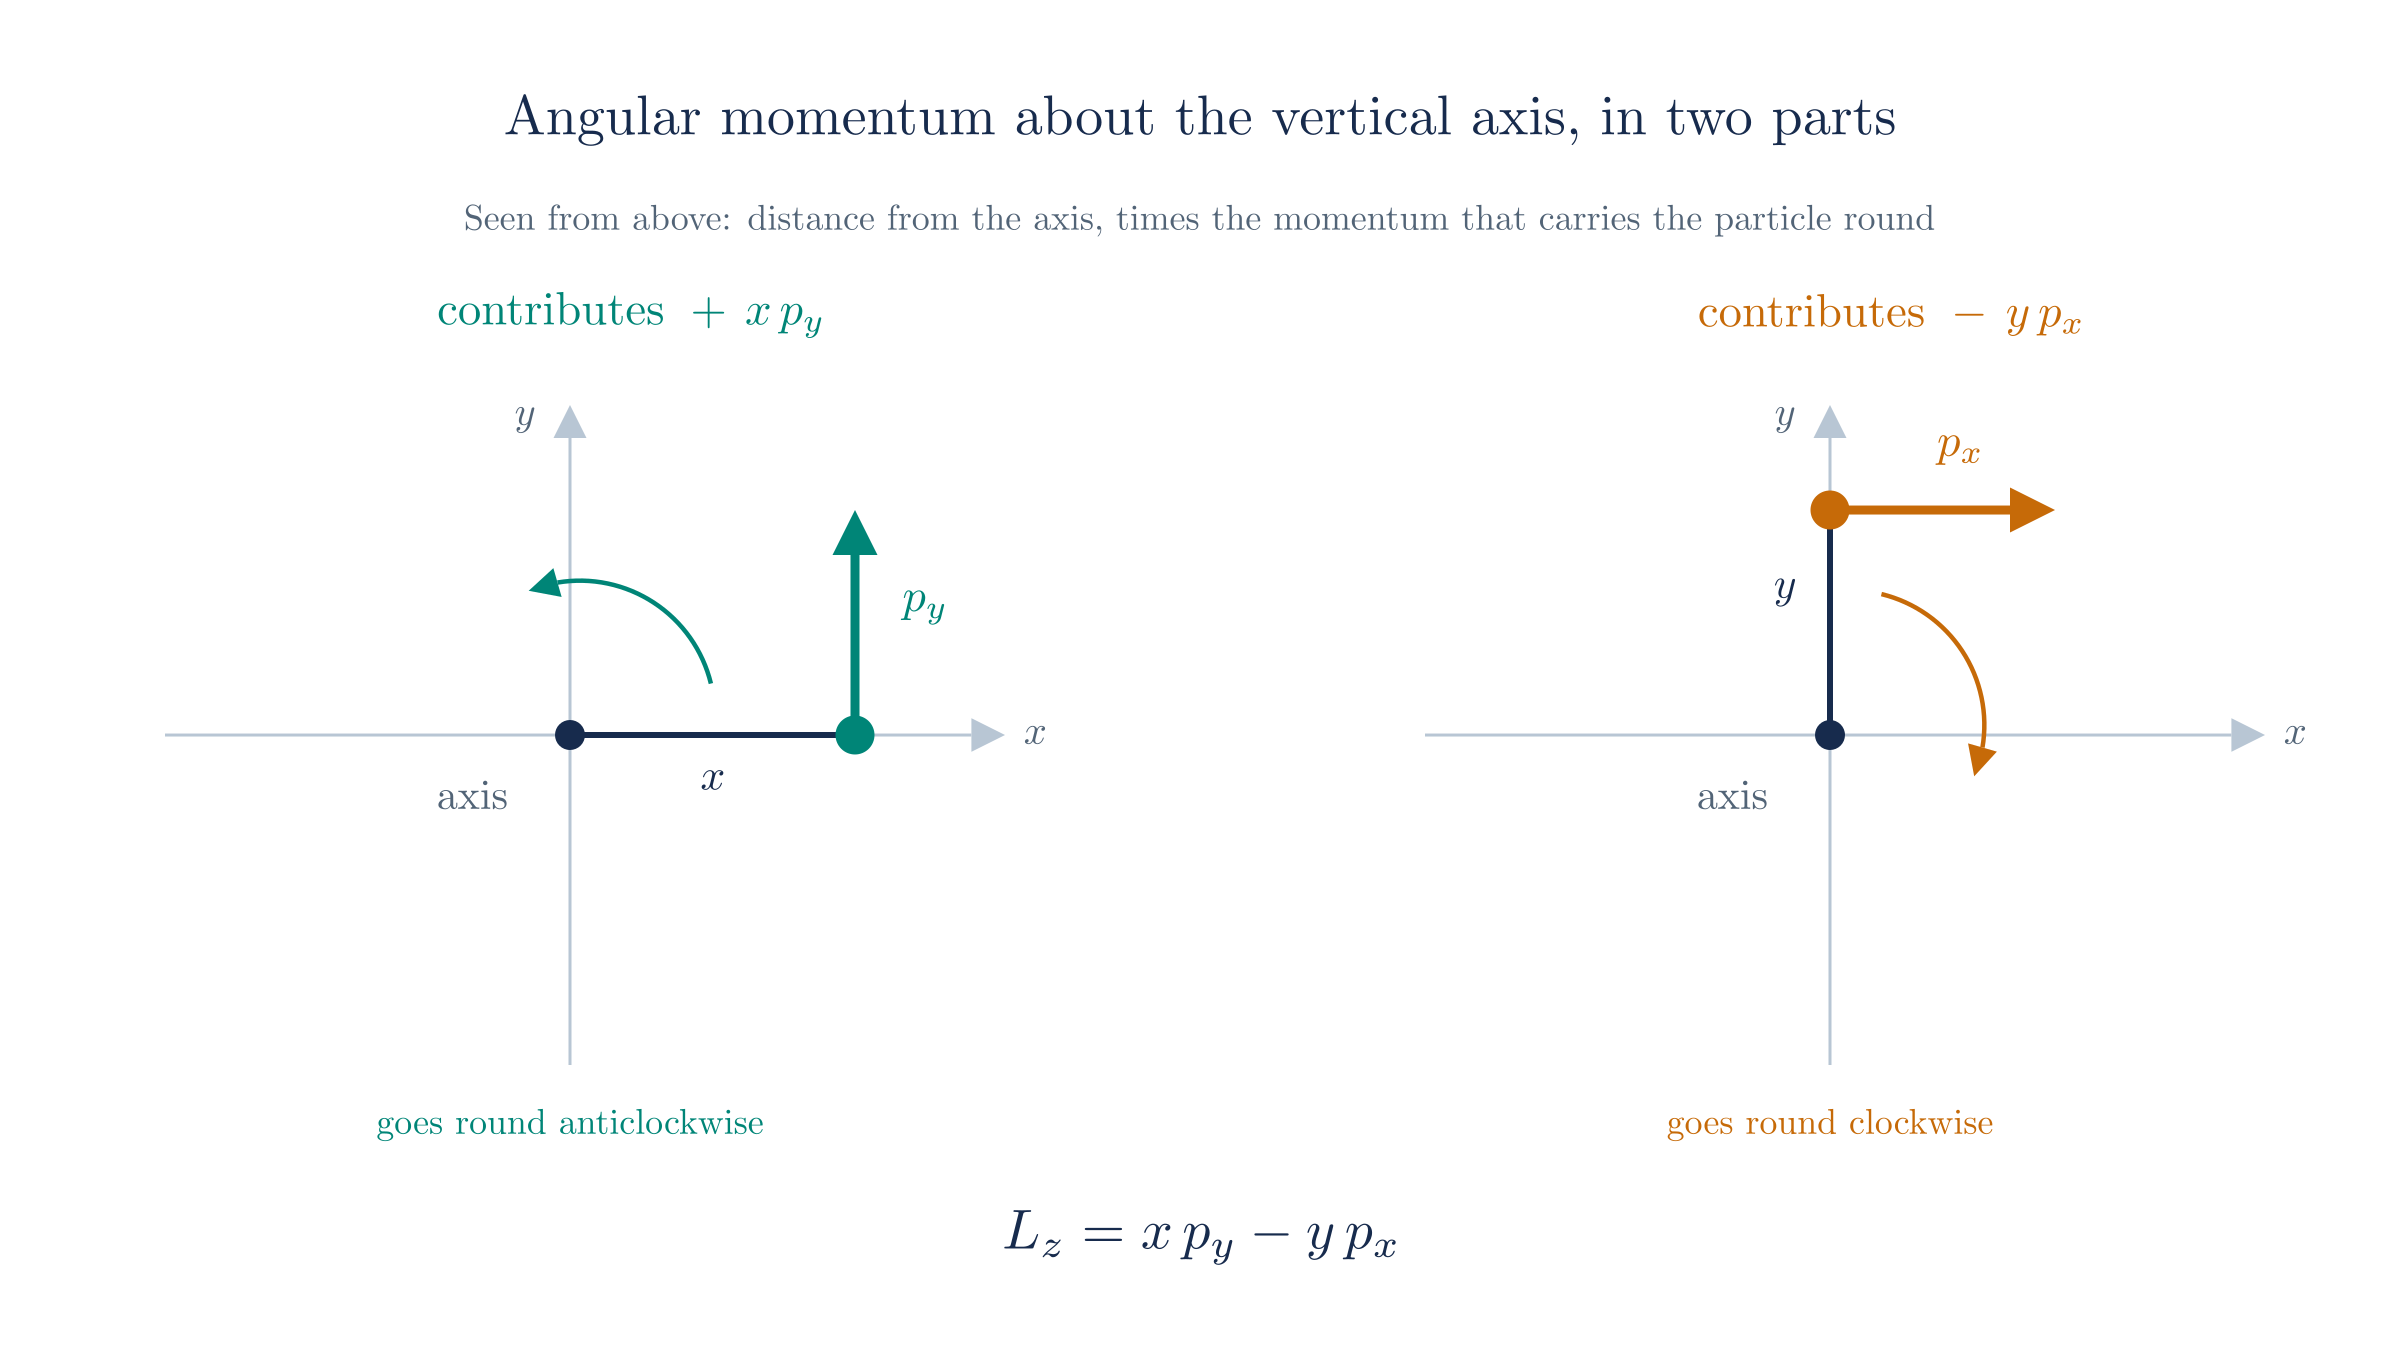 Angular momentum about the vertical axis, in two parts
Seen from above: distance from the axis, times the momentum that carries the particle round
contributes + x p_y
contributes − y p_x
y
p_y
x
x
axis
goes round anticlockwise
y
p_x
y
x
axis
goes round clockwise
L_z = x p_y − y p_x